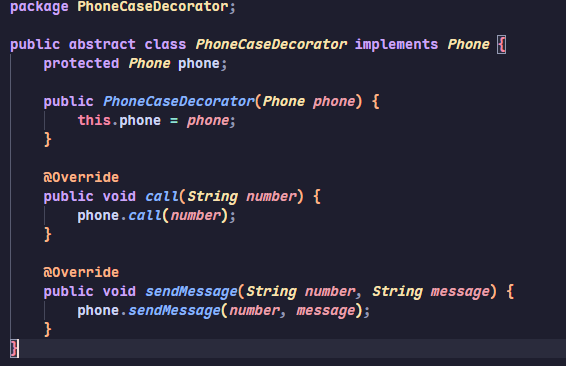 package PhoneCaseDecorator;
public abstract class PhoneCaseDecorator implements Phone {
protected Phone phone;
public PhoneCaseDecorator(Phone phone) {
this.phone = phone;
}
@Override
public void call(String number) {
phone.call(number);
}
@Override
public void sendMessage(String number, String message) {
phone.sendMessage(number, message);
}
}